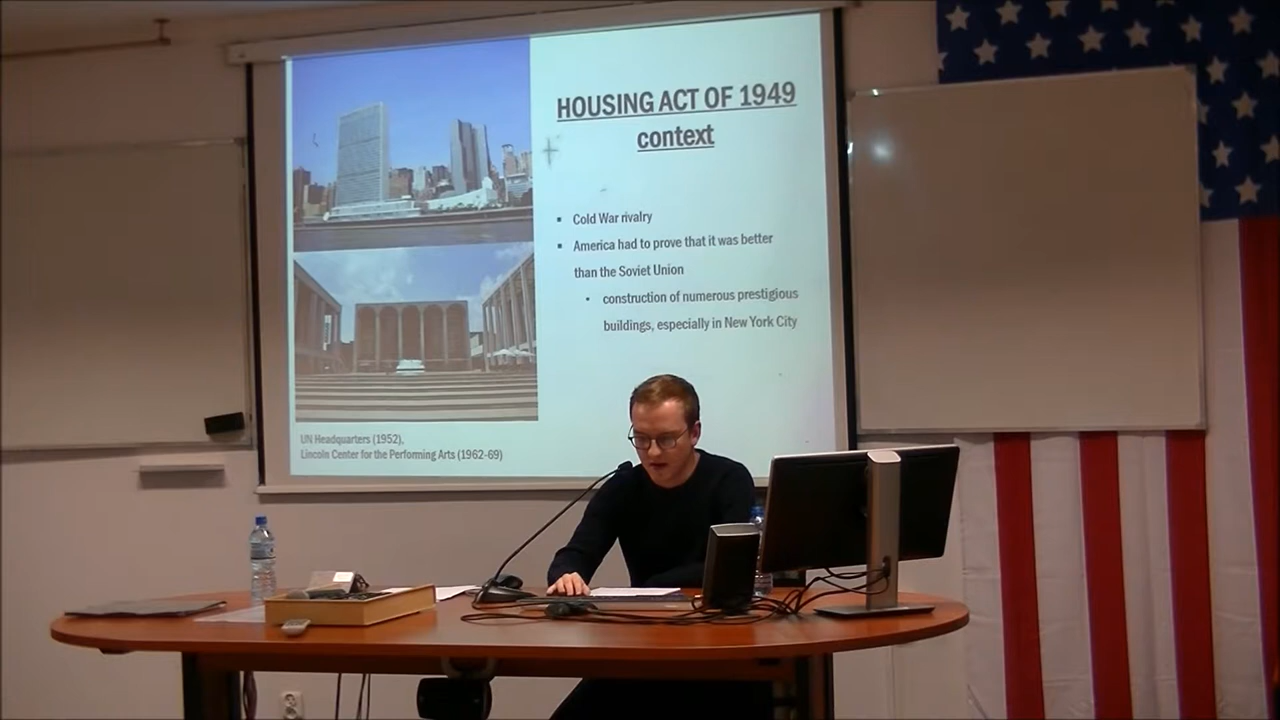 HOUSING ACT OF 1949
context
Cold War rivalry
America had to prove that it was better
than the Soviet Union
construction of numerous prestigious
buildings, especially in New York City
UN Headquarters (1952),
Lincoln Center for the Performing Arts (1962-69)